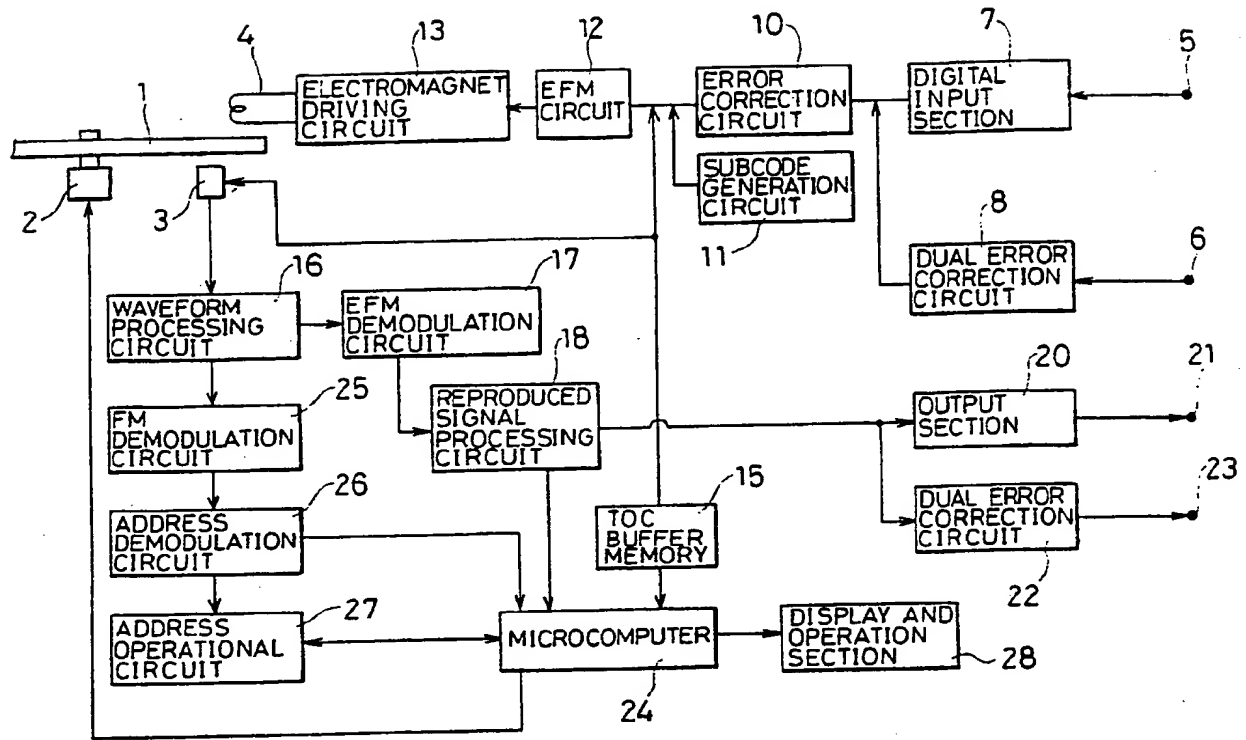 13
12
10
7
5
4
ELECTROMAGNET
DRIVING
CIRCUIT
EFM
CIRCUIT
ERROR
CORRECTION
CIRCUIT
DIGITAL
INPUT
SECTION
1
2
3
SUBCODE
GENERATION
CIRCUIT
11
8
DUAL ERROR
CORRECTION
CIRCUIT
6
16
17
WAVEFORM
PROCESSING
CIRCUIT
EFM
DEMODULATION
CIRCUIT
18
25
REPRODUCED
SIGNAL
PROCESSING
CIRCUIT
20
21
OUTPUT
SECTION
FM
DEMODULATION
CIRCUIT
26
15
23
ADDRESS
DEMODULATION
CIRCUIT
TOC
BUFFER
MEMORY
DUAL ERROR
CORRECTION
CIRCUIT
22
27
ADDRESS
OPERATIONAL
CIRCUIT
MICROCOMPUTER
24
DISPLAY AND
OPERATION
SECTION
28